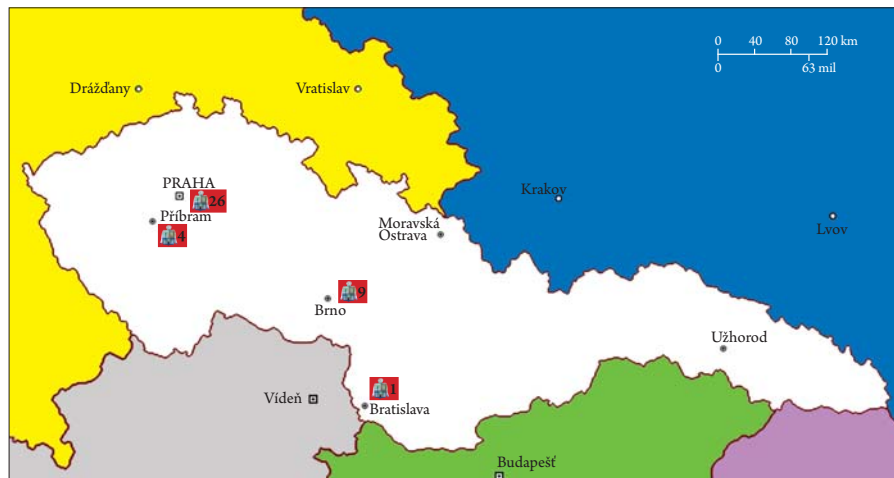 0 40 80 120 km
0 63 mil
Drážďany
Vratislav
PRAHA
26
Příbram
4
Krakov
Lvov
Moravská
Ostrava
9
Brno
Užhorod
1
Vídeň
Bratislava
Budapešť